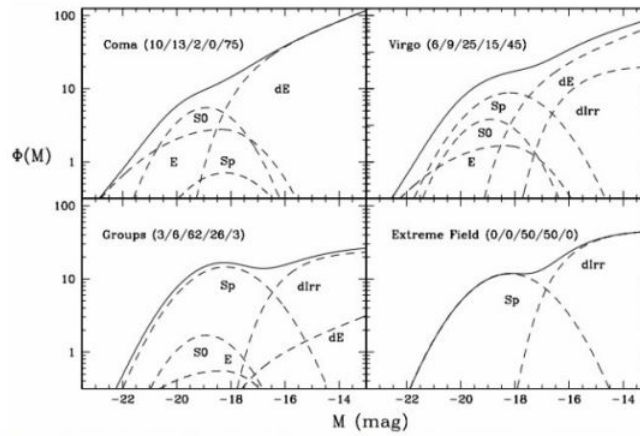 100
10
1
Φ(M)
100
10
1
Coma (10/13/2/0/75)
dE
S0
E
Sp
Virgo (6/9/25/15/45)
dE
Sp
dIrr
S0
E
Groups (3/6/62/26/3)
dIrr
Sp
S0
E
dE
Extreme Field (0/0/50/50/0)
dIrr
Sp
-22 -20 -18 -16 -14
-22 -20 -18 -16 -14
M (mag)